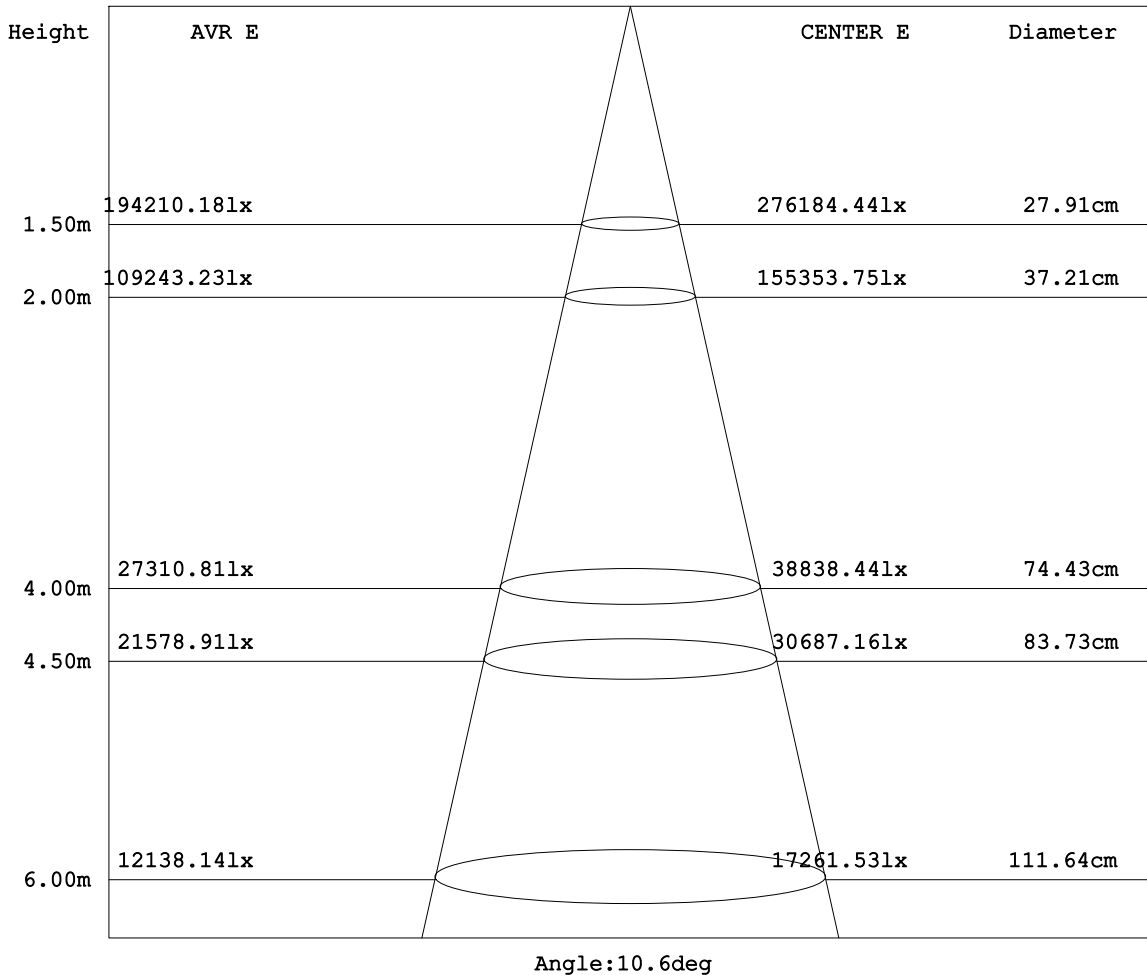 Height AVR E CENTER E Diameter
194210.18lx 276184.44lx 27.91cm
1.50m
109243.23lx 155353.75lx 37.21cm
2.00m
27310.81lx 38838.44lx 74.43cm
4.00m
21578.91lx 30687.16lx 83.73cm
4.50m
12138.14lx 17261.53lx 111.64cm
6.00m
Angle:10.6deg